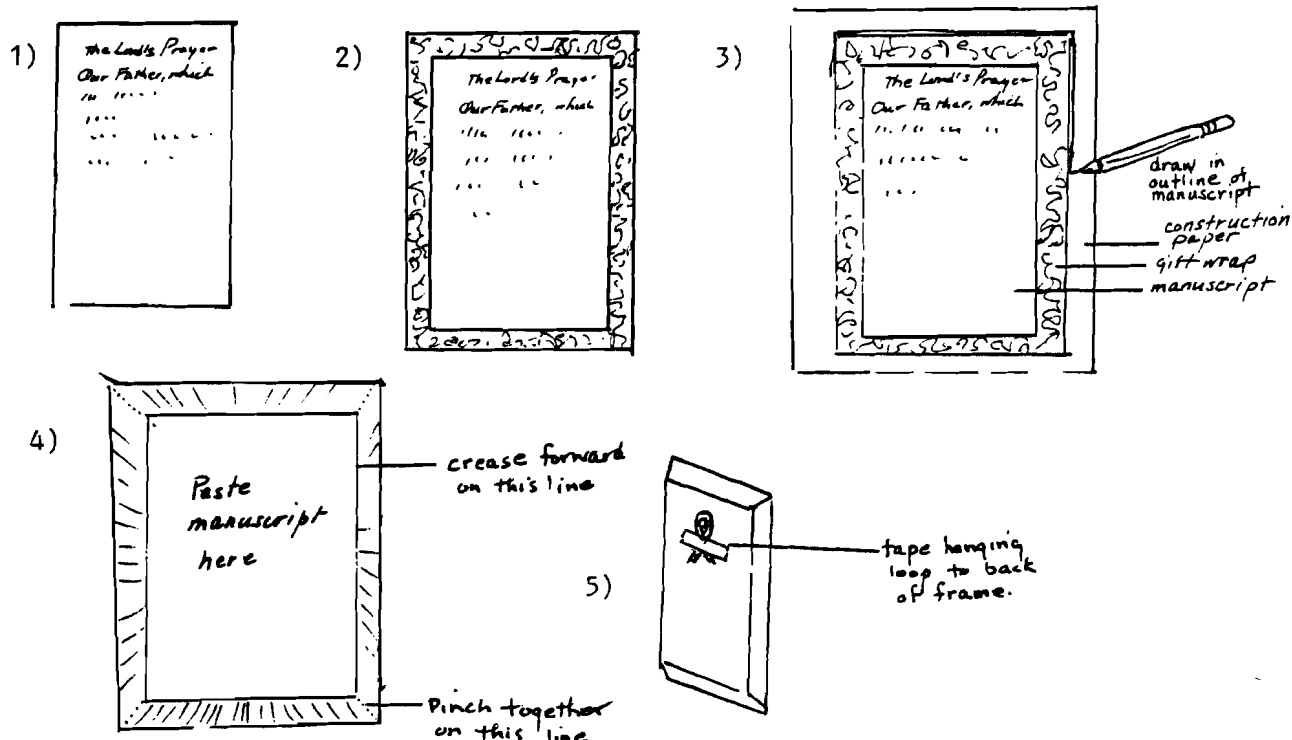 1)
The Lord's Prayer
Our Father, which
2)
The Lord's Prayer
Our Father, which
3)
The Lord's Prayer
Our Father, which
draw in
outline of
manuscript
construction
paper
gift wrap
manuscript
4)
Paste
manuscript
here
crease forward
on this line
Pinch together
on this line
5)
tape hanging
loop to back
of frame.